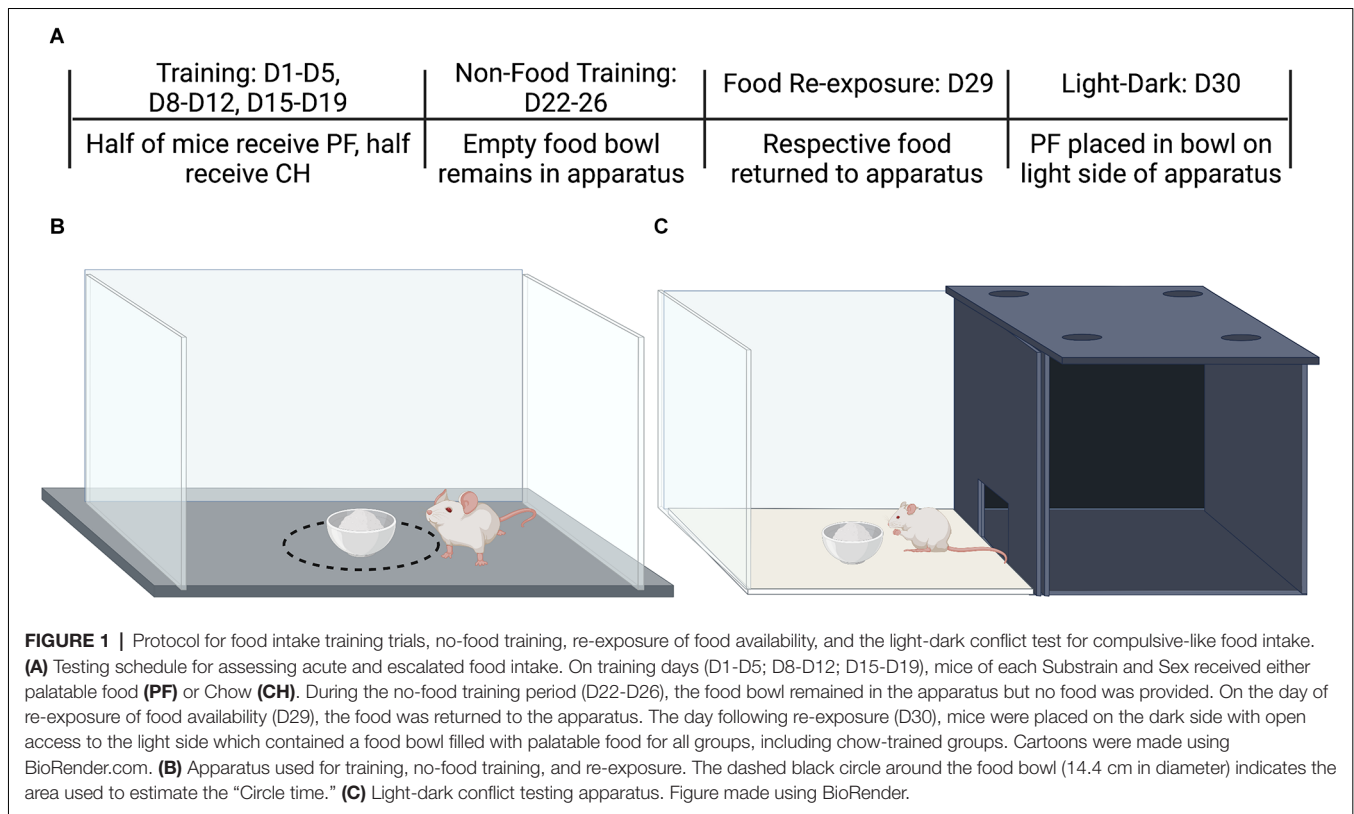 A
Training: D1-D5,
D8-D12, D15-D19
Non-Food Training:
D22-26
Food Re-exposure: D29
Light-Dark: D30
Half of mice receive PF, half
receive CH
Empty food bowl
remains in apparatus
Respective food
returned to apparatus
PF placed in bowl on
light side of apparatus
B
C
FIGURE 1 | Protocol for food intake training trials, no-food training, re-exposure of food availability, and the light-dark conflict test for compulsive-like food intake.
(A) Testing schedule for assessing acute and escalated food intake. On training days (D1-D5; D8-D12; D15-D19), mice of each Substrain and Sex received either
palatable food (PF) or Chow (CH). During the no-food training period (D22-D26), the food bowl remained in the apparatus but no food was provided. On the day of
re-exposure of food availability (D29), the food was returned to the apparatus. The day following re-exposure (D30), mice were placed on the dark side with open
access to the light side which contained a food bowl filled with palatable food for all groups, including chow-trained groups. Cartoons were made using
BioRender.com. (B) Apparatus used for training, no-food training, and re-exposure. The dashed black circle around the food bowl (14.4 cm in diameter) indicates the
area used to estimate the “Circle time.” (C) Light-dark conflict testing apparatus. Figure made using BioRender.